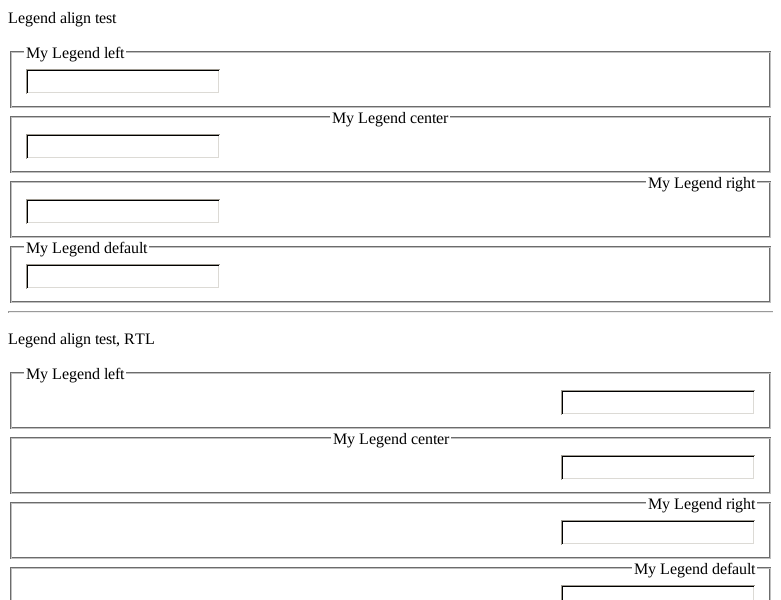 Legend align test
My Legend left
My Legend center
My Legend right
My Legend default
Legend align test, RTL
My Legend left
My Legend center
My Legend right
My Legend default